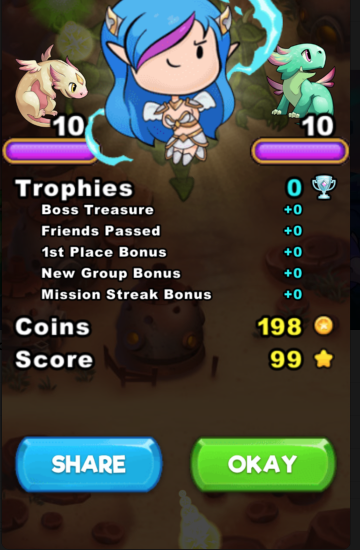 10 10
Trophies 0
Boss Treasure +0
Friends Passed +0
1st Place Bonus +0
New Group Bonus +0
Mission Streak Bonus +0
Coins 198
Score 99
SHARE OKAY